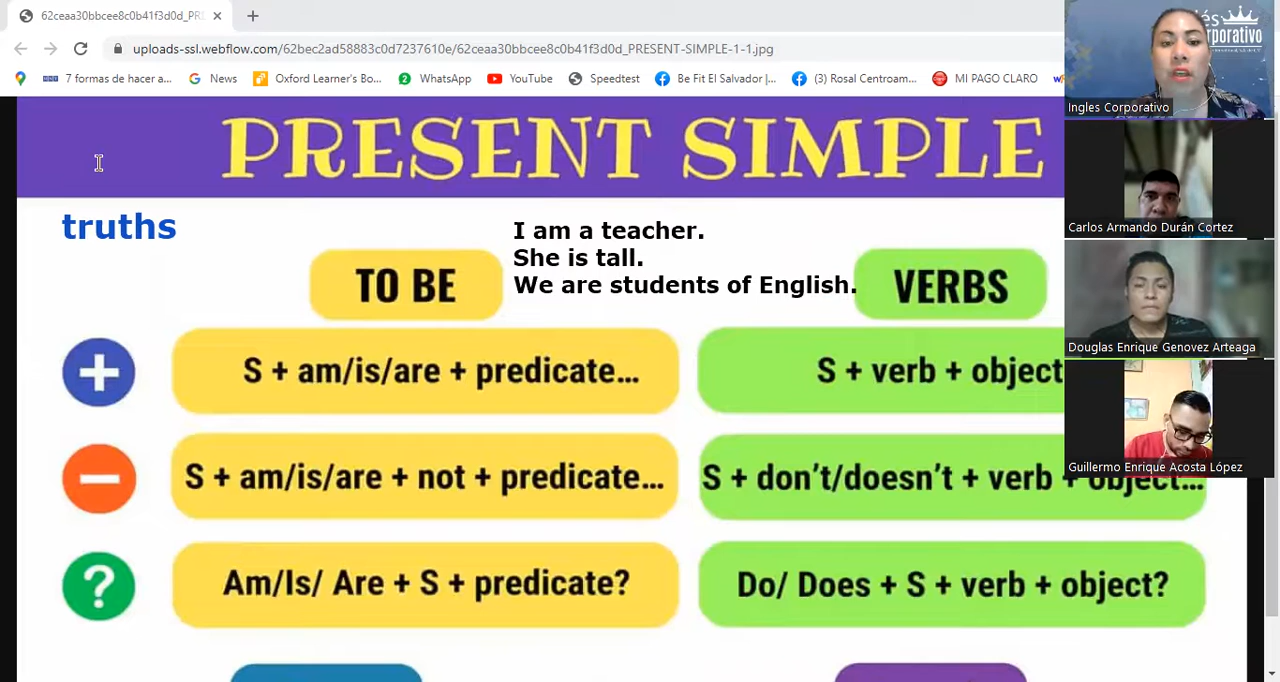 62ceaa30bbcee8c0b41f3d0d_PRE
uploads-ssl.webflow.com/62bec2ad58883c0d7237610e/62ceaa30bbcee8c0b41f3d0d_PRESENT-SIMPLE-1-1.jpg
7 formas de hacer a... News Oxford Learner's Bo... WhatsApp YouTube Speedtest Be Fit El Salvador |... (3) Rosal Centroam... MI PAGO CLARO
PRESENT SIMPLE
truths
I am a teacher.
She is tall.
We are students of English.
TO BE
VERBS
S + am/is/are + predicate...
S + verb + object
S + am/is/are + not + predicate...
S + don't/doesn't + verb + object...
Am/Is/ Are + S + predicate?
Do/ Does + S + verb + object?
Ingles Corporativo
Carlos Armando Durán Cortez
Douglas Enrique Genovez Arteaga
Guillermo Enrique Acosta López